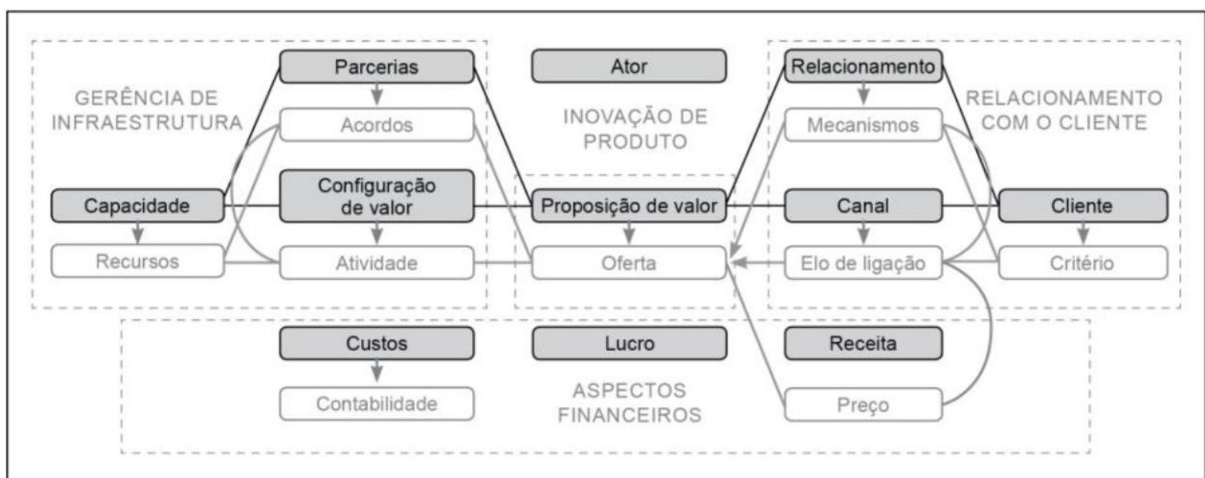 Parcerias
Ator
Relacionamento
GERÊNCIA DE
INFRAESTRUTURA
Acordos
INOVAÇÃO DE
PRODUTO
Mecanismos
RELACIONAMENTO
COM O CLIENTE
Capacidade
Configuração
de valor
Proposição de valor
Canal
Cliente
Recursos
Atividade
Oferta
Elo de ligação
Critério
Custos
Lucro
Receita
Contabilidade
ASPECTOS
FINANCEIROS
Preço